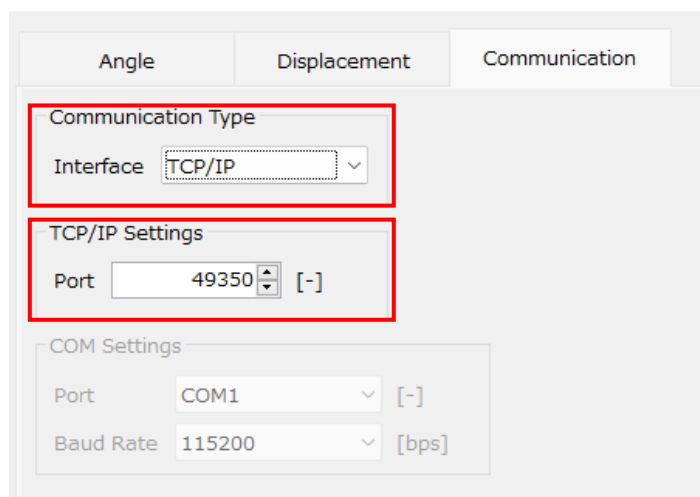 Angle Displacement Communication
Communication Type
Interface TCP/IP
TCP/IP Settings
Port 49350 [-]
COM Settings
Port COM1 [-]
Baud Rate 115200 [bps]